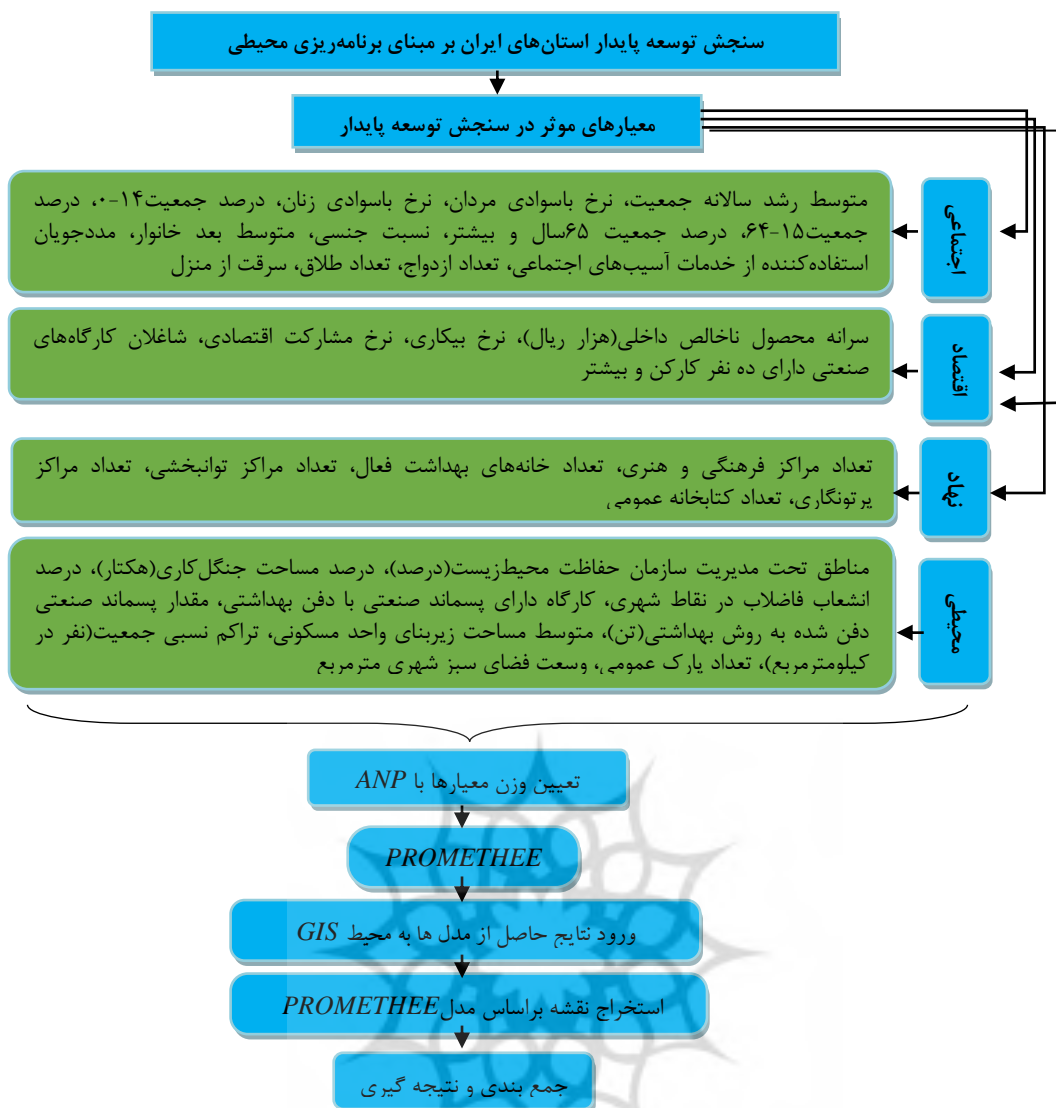 سنجش توسعه پایدار استان‌های ایران بر مبنای برنامه‌ریزی محیطی
معیارهای موثر در سنجش توسعه پایدار
اجتماعی
متوسط رشد سالانه جمعیت، نرخ باسوادی مردان، نرخ باسوادی زنان، درصد جمعیت۱۴-۰، درصد
جمعیت۱۵-۶۴، درصد جمعیت ۶۵سال و بیشتر، نسبت جنسی، متوسط بعد خانوار، مددجویان
استفاده‌کننده از خدمات آسیب‌های اجتماعی، تعداد ازدواج، تعداد طلاق، سرقت از منزل
اقتصاد
سرانه محصول ناخالص داخلی(هزار ریال)، نرخ بیکاری، نرخ مشارکت اقتصادی، شاغلان کارگاه‌های
صنعتی دارای ده نفر کارکن و بیشتر
نهاد
تعداد مراکز فرهنگی و هنری، تعداد خانه‌های بهداشت فعال، تعداد مراکز توانبخشی، تعداد مراکز
پرتونگاری، تعداد کتابخانه عمومی
محیطی
مناطق تحت مدیریت سازمان حفاظت محیط‌زیست(درصد)، درصد مساحت جنگل‌کاری(هکتار)، درصد
انشعاب فاضلاب در نقاط شهری، کارگاه دارای پسماند صنعتی با دفن بهداشتی، مقدار پسماند صنعتی
دفن شده به روش بهداشتی(تن)، متوسط مساحت زیربنای واحد مسکونی، تراکم نسبی جمعیت(نفر در
کیلومترمربع)، تعداد پارک عمومی، وسعت فضای سبز شهری مترمربع
تعیین وزن معیارها با ANP
PROMETHEE
ورود نتایج حاصل از مدل ها به محیط GIS
استخراج نقشه براساس مدل PROMETHEE
جمع بندی و نتیجه گیری